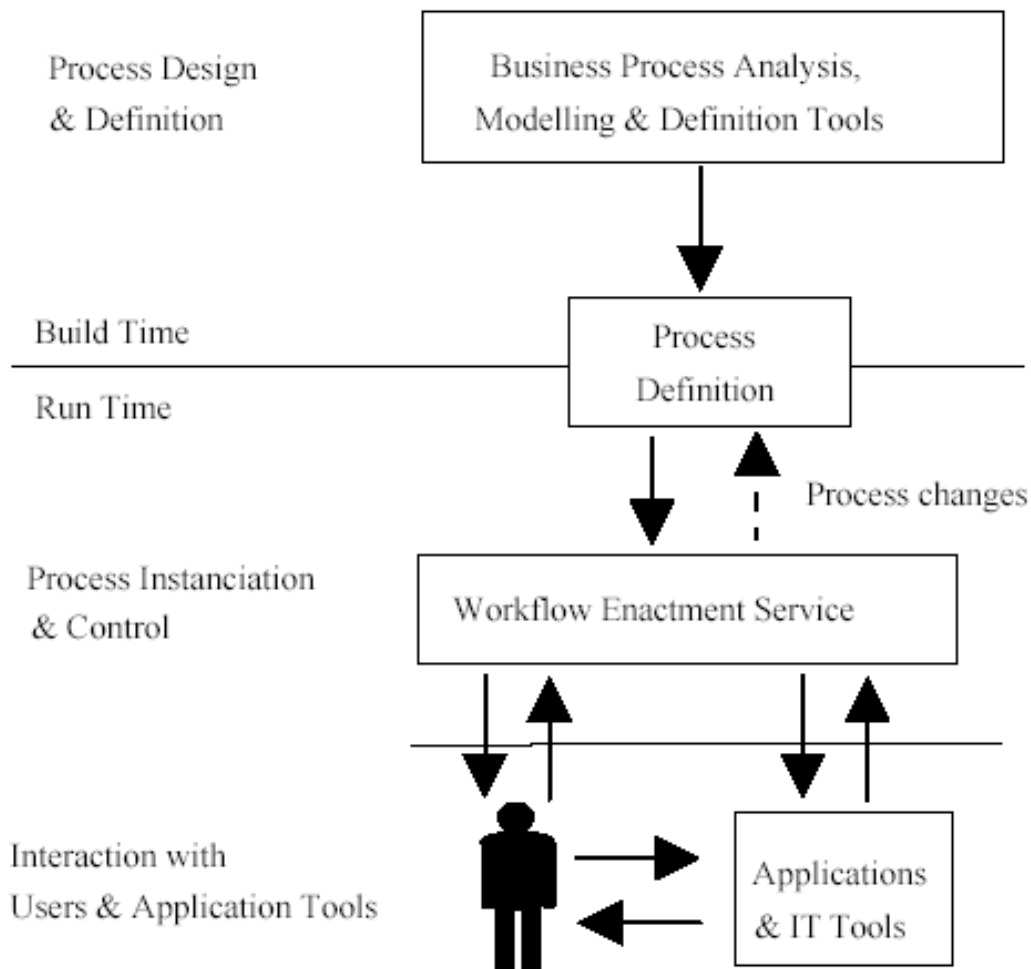 Process Design
& Definition
Business Process Analysis,
Modelling & Definition Tools
Build Time
Process
Definition
Run Time
Process changes
Process Instanciation
& Control
Workflow Enactment Service
Interaction with
Users & Application Tools
Applications
& IT Tools